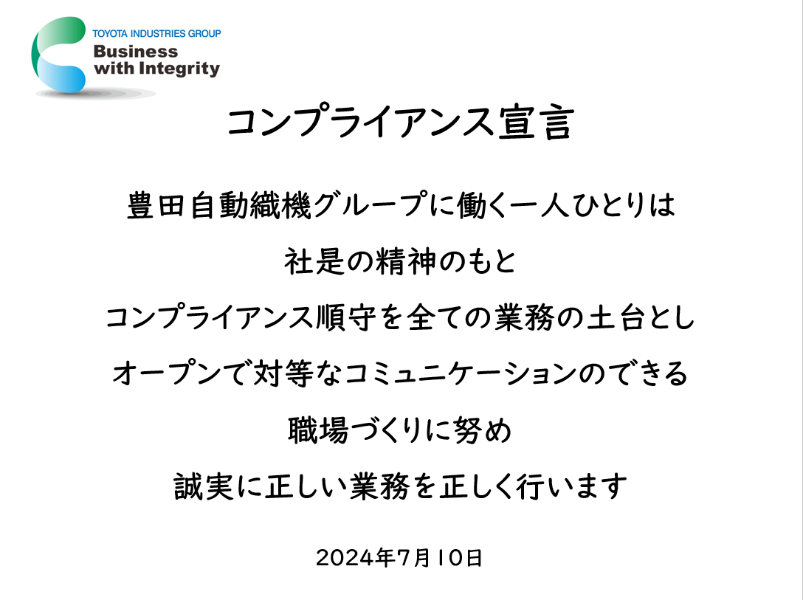 TOYOTA INDUSTRIES GROUP
Business
with Integrity
コンプライアンス宣言
豊田自動織機グループに働く一人ひとりは
社是の精神のもと
コンプライアンス順守を全ての業務の土台とし
オープンで対等なコミュニケーションのできる
職場づくりに努め
誠実に正しい業務を正しく行います
2024年7月10日